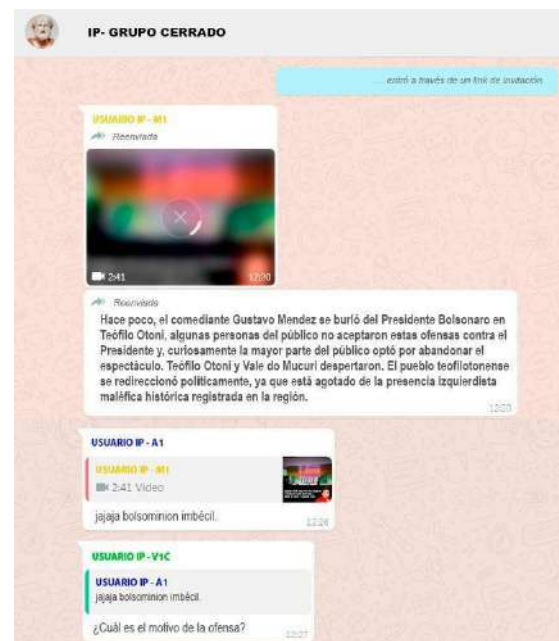 IP- GRUPO CERRADO
... entró a través de un link de invitación
USUARIO IP - M1
Reenviada
2:41
12:20
Reenviada
Hace poco, el comediante Gustavo Mendez se burló del Presidente Bolsonaro en
Teófilo Otoni, algunas personas del público no aceptaron estas ofensas contra el
Presidente y, curiosamente la mayor parte del público optó por abandonar el
espectáculo. Teófilo Otoni y Vale do Mucuri despertaron. El pueblo teofilotonense
se redireccionó políticamente, ya que está agotado de la presencia izquierdista
maléfica histórica registrada en la región.
12:20
USUARIO IP - A1
USUARIO IP - M1
2:41 Video
jajaja bolsominion imbécil.
12:26
USUARIO IP - V1C
USUARIO IP - A1
jajaja bolsominion imbécil.
¿Cuál es el motivo de la ofensa?
12:27